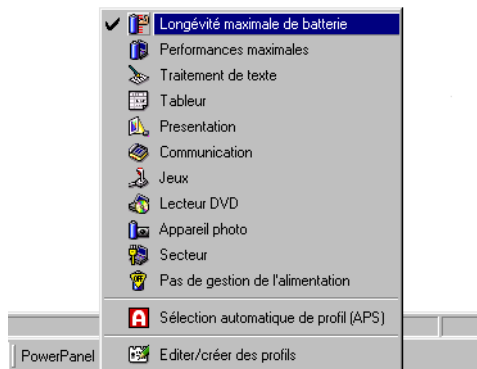 Longévité maximale de batterie
Performances maximales
Traitement de texte
Tableur
Presentation
Communication
Jeux
Lecteur DVD
Appareil photo
Secteur
Pas de gestion de l'alimentation
Sélection automatique de profil (APS)
PowerPanel
Editer/créer des profils